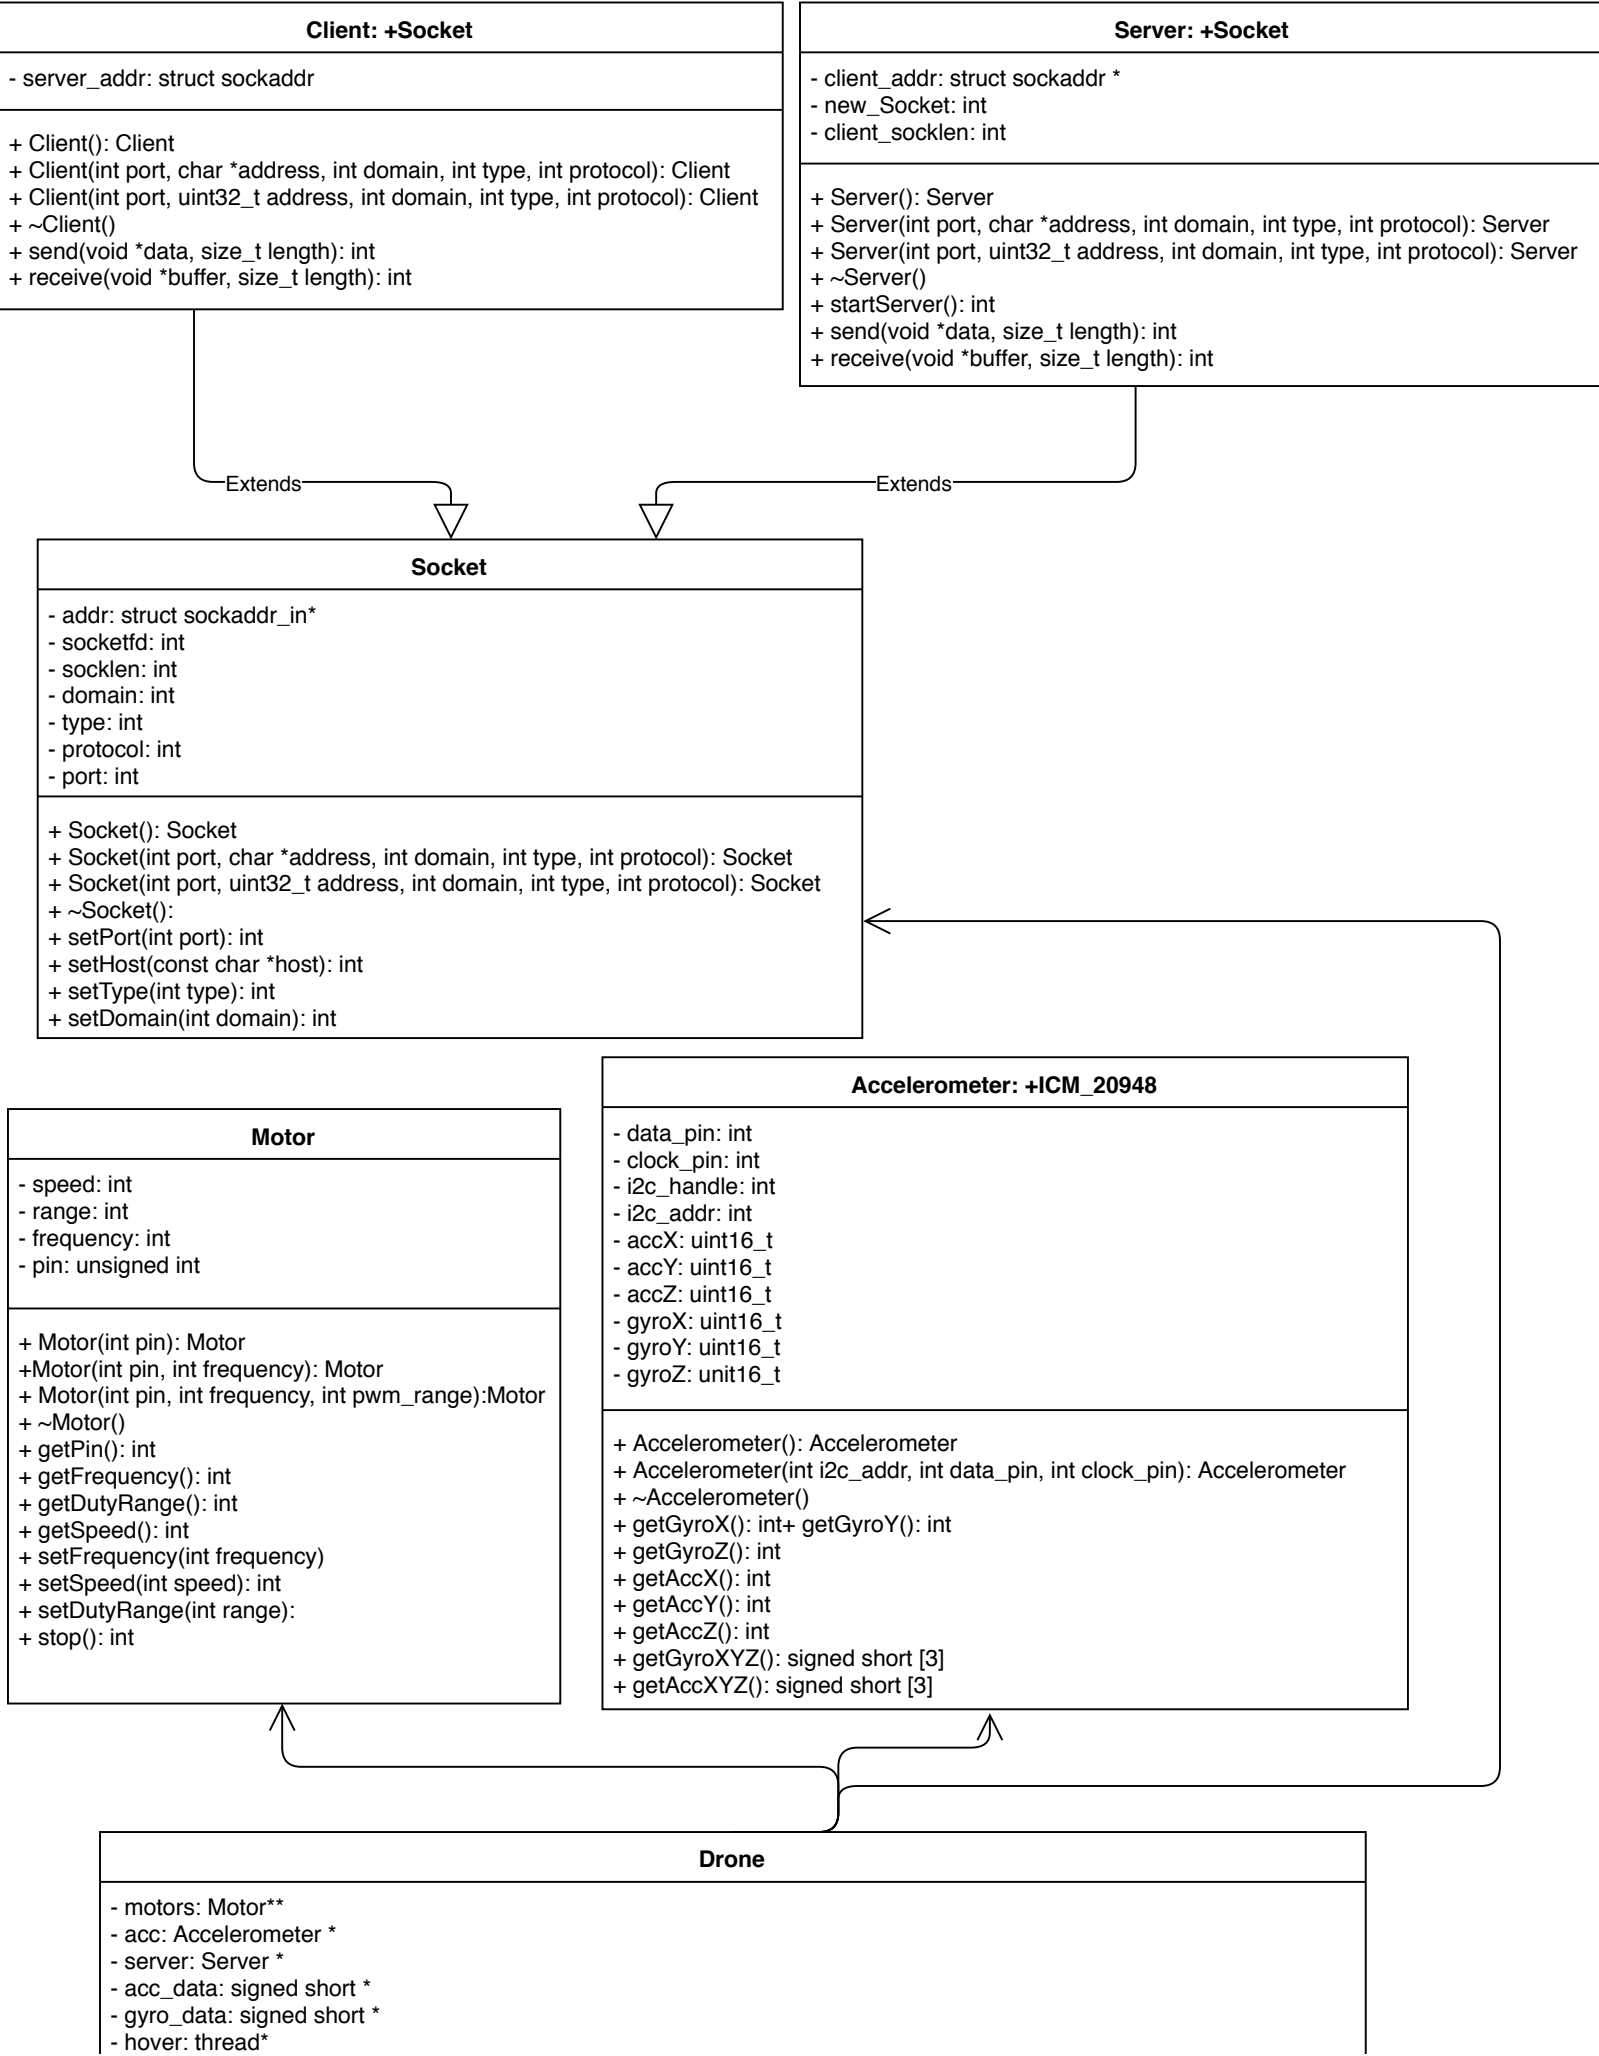 Client: +Socket
- server_addr: struct sockaddr
+ Client(): Client
+ Client(int port, char *address, int domain, int type, int protocol): Client
+ Client(int port, uint32_t address, int domain, int type, int protocol): Client
+ ~Client()
+ send(void *data, size_t length): int
+ receive(void *buffer, size_t length): int
Server: +Socket
- client_addr: struct sockaddr *
- new_Socket: int
- client_socklen: int
+ Server(): Server
+ Server(int port, char *address, int domain, int type, int protocol): Server
+ Server(int port, uint32_t address, int domain, int type, int protocol): Server
+ ~Server()
+ startServer(): int
+ send(void *data, size_t length): int
+ receive(void *buffer, size_t length): int
Extends
Extends
Socket
- addr: struct sockaddr_in*
- socketfd: int
- socklen: int
- domain: int
- type: int
- protocol: int
- port: int
+ Socket(): Socket
+ Socket(int port, char *address, int domain, int type, int protocol): Socket
+ Socket(int port, uint32_t address, int domain, int type, int protocol): Socket
+ ~Socket():
+ setPort(int port): int
+ setHost(const char *host): int
+ setType(int type): int
+ setDomain(int domain): int
Motor
- speed: int
- range: int
- frequency: int
- pin: unsigned int
+ Motor(int pin): Motor
+Motor(int pin, int frequency): Motor
+ Motor(int pin, int frequency, int pwm_range):Motor
+ ~Motor()
+ getPin(): int
+ getFrequency(): int
+ getDutyRange(): int
+ getSpeed(): int
+ setFrequency(int frequency)
+ setSpeed(int speed): int
+ setDutyRange(int range):
+ stop(): int
Accelerometer: +ICM_20948
- data_pin: int
- clock_pin: int
- i2c_handle: int
- i2c_addr: int
- accX: uint16_t
- accY: uint16_t
- accZ: uint16_t
- gyroX: uint16_t
- gyroY: uint16_t
- gyroZ: unit16_t
+ Accelerometer(): Accelerometer
+ Accelerometer(int i2c_addr, int data_pin, int clock_pin): Accelerometer
+ ~Accelerometer()
+ getGyroX(): int+ getGyroY(): int
+ getGyroZ(): int
+ getAccX(): int
+ getAccY(): int
+ getAccZ(): int
+ getGyroXYZ(): signed short [3]
+ getAccXYZ(): signed short [3]
Drone
- motors: Motor**
- acc: Accelerometer *
- server: Server *
- acc_data: signed short *
- gyro_data: signed short *
- hover: thread*